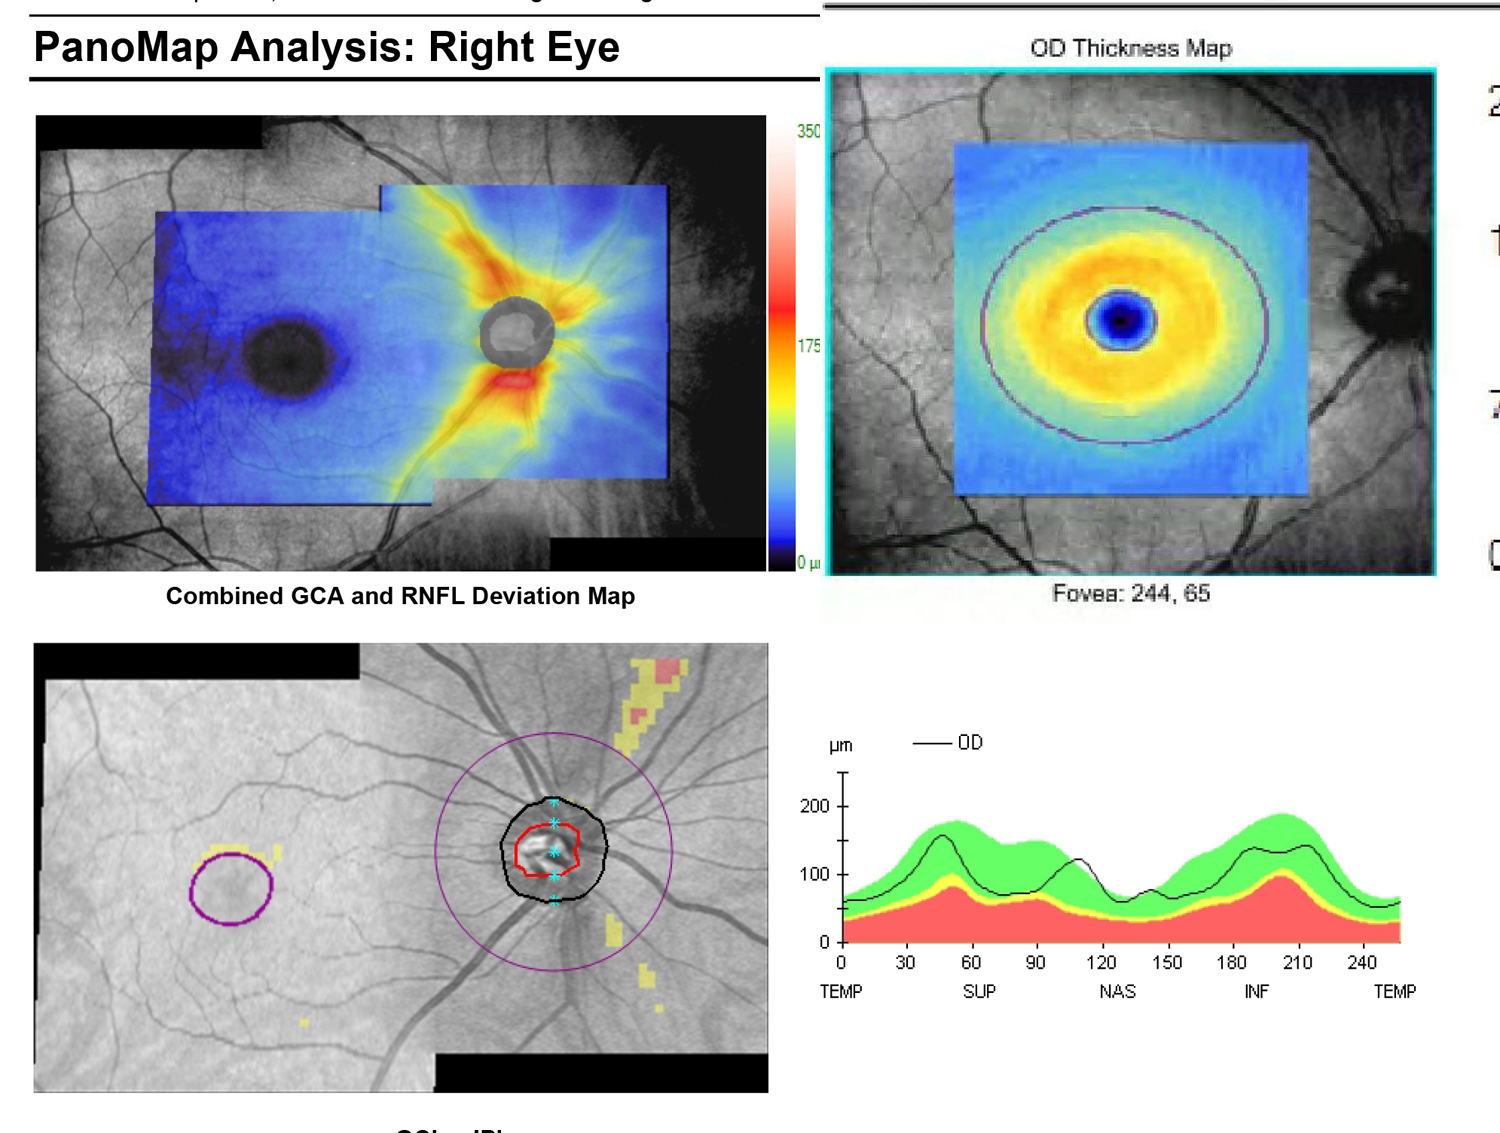 PanoMap Analysis: Right Eye
OD Thickness Map
350
175
0 µ
Combined GCA and RNFL Deviation Map
Fovea: 244, 65
µm
OD
200
100
0
0 30 60 90 120 150 180 210 240
TEMP SUP NAS INF TEMP